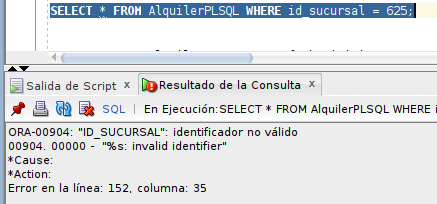 SELECT * FROM AlquilerPLSQL WHERE id_sucursal = 625;
Salida de Script x Resultado de la Consulta x
SQL | En Ejecución:SELECT * FROM AlquilerPLSQL WHERE i
ORA-00904: "ID_SUCURSAL": identificador no válido
00904. 00000 - "%s: invalid identifier"
*Cause:
*Action:
Error en la línea: 152, columna: 35